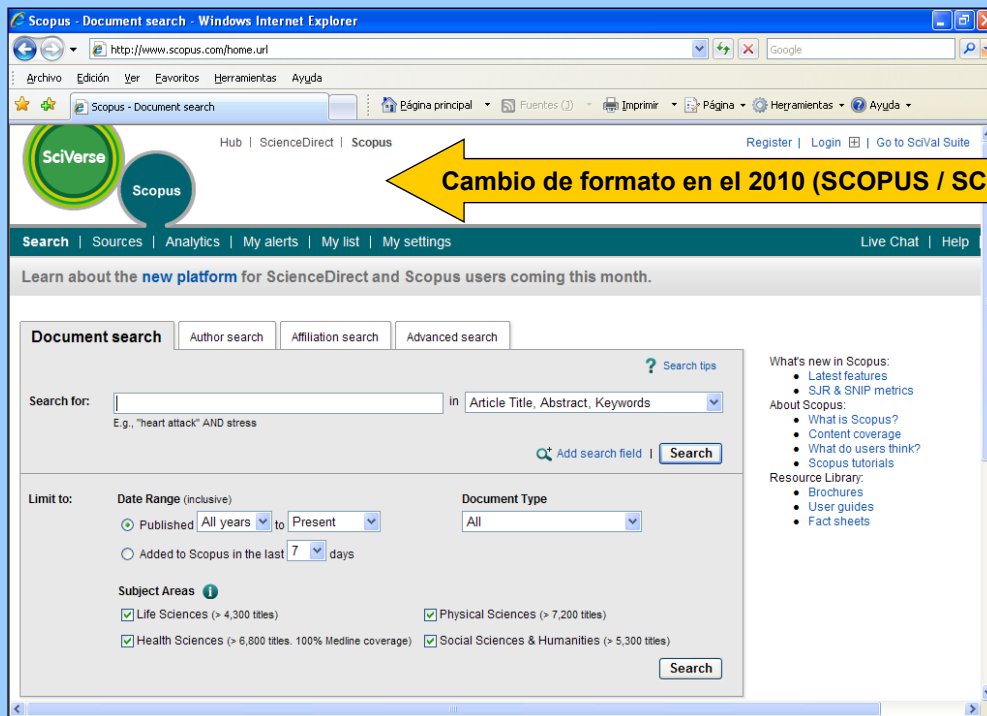 Scopus - Document search - Windows Internet Explorer
http://www.scopus.com/home.url
Google
Archivo Edición Ver Favoritos Herramientas Ayuda
Scopus - Document search
Página principal Fuentes (J) Imprimir Página Herramientas Ayuda
SciVerse
Scopus
Hub | ScienceDirect | Scopus
Register | Login | Go to SciVal Suite
Cambio de formato en el 2010 (SCOPUS / SC
Search | Sources | Analytics | My alerts | My list | My settings
Live Chat | Help |
Learn about the new platform for ScienceDirect and Scopus users coming this month.
Document search Author search Affiliation search Advanced search
? Search tips
Search for: in Article Title, Abstract, Keywords
E.g., "heart attack" AND stress
Add search field | Search
Limit to: Date Range (inclusive) Document Type
Published All years to Present All
Added to Scopus in the last 7 days
Subject Areas i
Life Sciences (> 4,300 titles) Physical Sciences (> 7,200 titles)
Health Sciences (> 6,800 titles. 100% Medline coverage) Social Sciences & Humanities (> 5,300 titles)
Search
What's new in Scopus:
• Latest features
• SJR & SNIP metrics
About Scopus:
• What is Scopus?
• Content coverage
• What do users think?
• Scopus tutorials
Resource Library:
• Brochures
• User guides
• Fact sheets